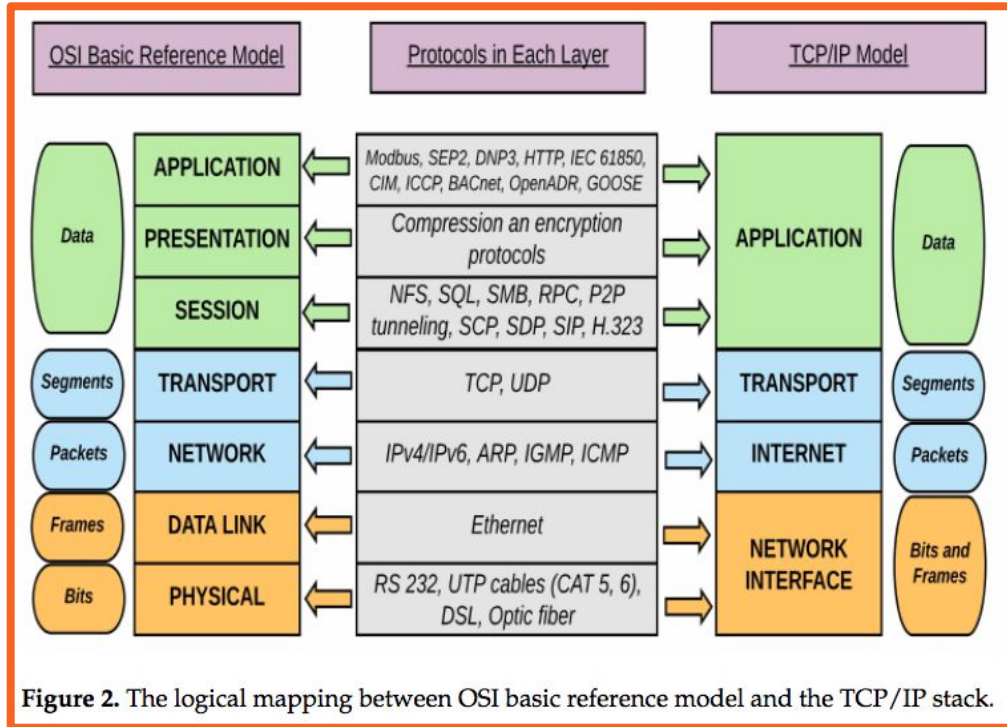 OSI Basic Reference Model
Protocols in Each Layer
TCP/IP Model
Data
APPLICATION
Modbus, SEP2, DNP3, HTTP, IEC 61850,
CIM, ICCP, BACnet, OpenADR, GOOSE
PRESENTATION
Compression an encryption
protocols
SESSION
NFS, SQL, SMB, RPC, P2P
tunneling, SCP, SDP, SIP, H.323
APPLICATION
Data
Segments
TRANSPORT
TCP, UDP
TRANSPORT
Segments
Packets
NETWORK
IPv4/IPv6, ARP, IGMP, ICMP
INTERNET
Packets
Frames
DATA LINK
Ethernet
Bits
PHYSICAL
RS 232, UTP cables (CAT 5, 6),
DSL, Optic fiber
NETWORK
INTERFACE
Bits and
Frames
Figure 2. The logical mapping between OSI basic reference model and the TCP/IP stack.